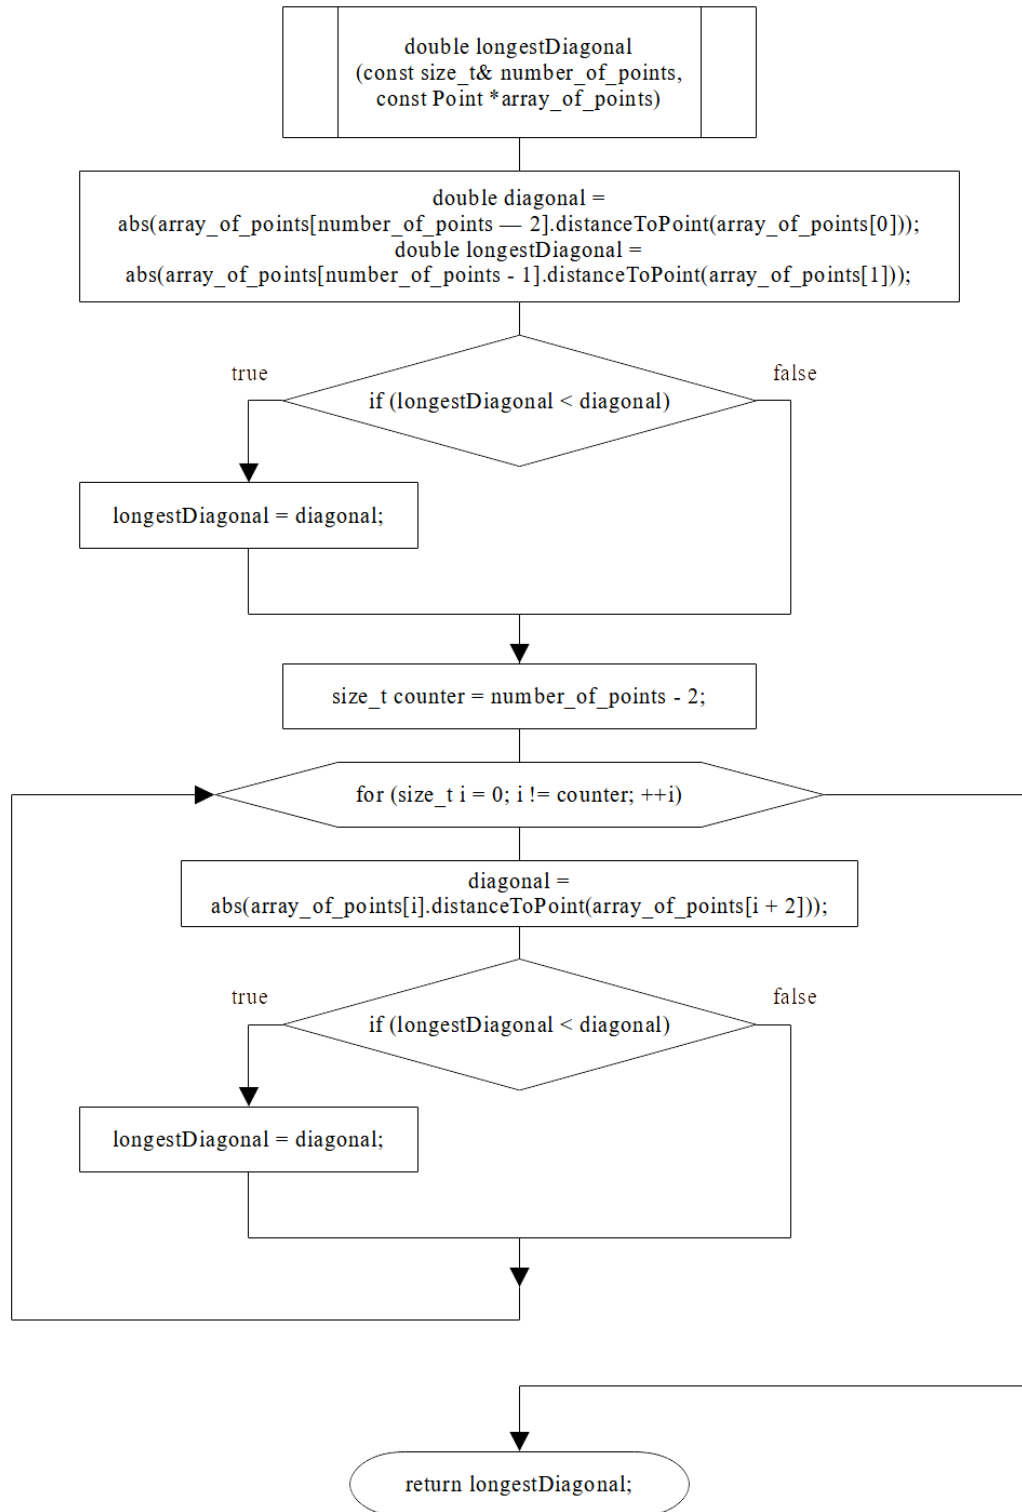 double longestDiagonal
(const size_t& number_of_points,
const Point *array_of_points)
double diagonal =
abs(array_of_points[number_of_points — 2].distanceToPoint(array_of_points[0]));
double longestDiagonal =
abs(array_of_points[number_of_points - 1].distanceToPoint(array_of_points[1]));
true
false
if (longestDiagonal < diagonal)
longestDiagonal = diagonal;
size_t counter = number_of_points - 2;
for (size_t i = 0; i != counter; ++i)
diagonal =
abs(array_of_points[i].distanceToPoint(array_of_points[i + 2]));
true
false
if (longestDiagonal < diagonal)
longestDiagonal = diagonal;
return longestDiagonal;